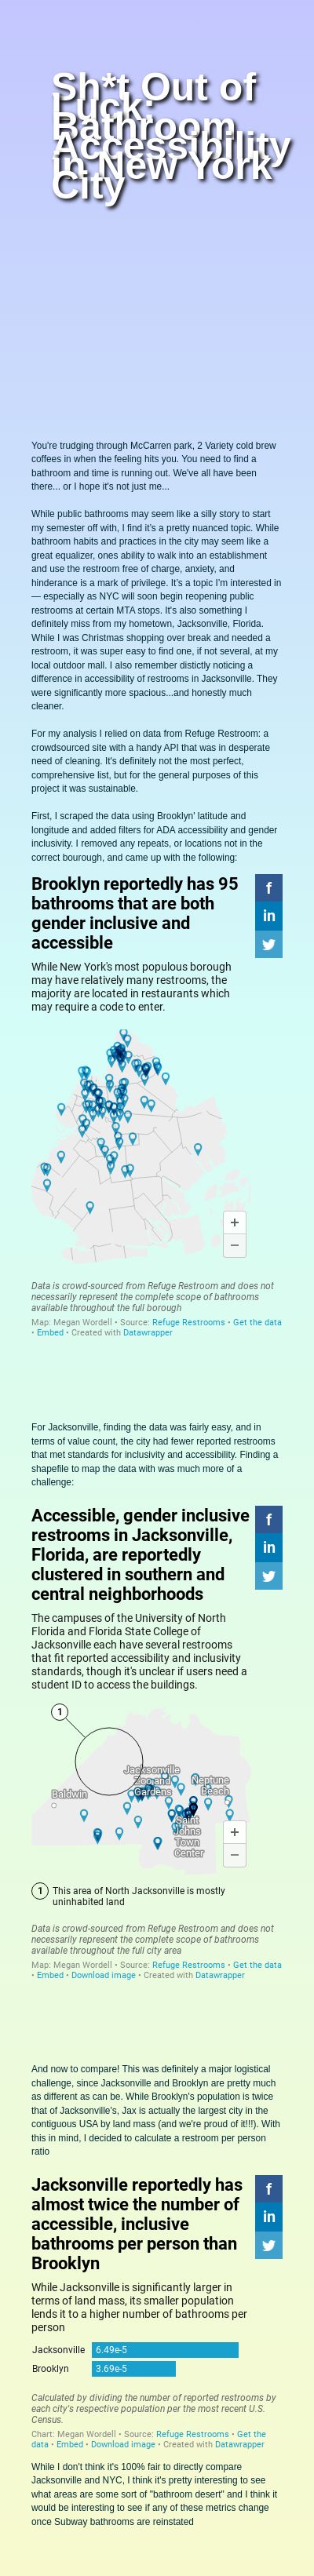 Sh*t Out of
Luck:
Bathroom
Accessibility
in New York
City
You're trudging through McCarren park, 2 Variety cold brew
coffees in when the feeling hits you. You need to find a
bathroom and time is running out. We've all have been
there... or I hope it's not just me...
While public bathrooms may seem like a silly story to start
my semester off with, I find it's a pretty nuanced topic. While
bathroom habits and practices in the city may seem like a
great equalizer, ones ability to walk into an establishment
and use the restroom free of charge, anxiety, and
hinderance is a mark of privilege. It's a topic I'm interested in
— especially as NYC will soon begin reopening public
restrooms at certain MTA stops. It's also something I
definitely miss from my hometown, Jacksonville, Florida.
While I was Christmas shopping over break and needed a
restroom, it was super easy to find one, if not several, at my
local outdoor mall. I also remember distictly noticing a
difference in accessibility of restrooms in Jacksonville. They
were significantly more spacious...and honestly much
cleaner.
For my analysis I relied on data from Refuge Restroom: a
crowdsourced site with a handy API that was in desperate
need of cleaning. It's definitely not the most perfect,
comprehensive list, but for the general purposes of this
project it was sustainable.
First, I scraped the data using Brooklyn' latitude and
longitude and added filters for ADA accessibility and gender
inclusivity. I removed any repeats, or locations not in the
correct bourough, and came up with the following:
Brooklyn reportedly has 95
bathrooms that are both
gender inclusive and
accessible
f
in
While New York's most populous borough
may have relatively many restrooms, the
majority are located in restaurants which
may require a code to enter.
+
−
Data is crowd-sourced from Refuge Restroom and does not
necessarily represent the complete scope of bathrooms
available throughout the full borough
Map: Megan Wordell • Source: Refuge Restrooms • Get the data
• Embed • Created with Datawrapper
For Jacksonville, finding the data was fairly easy, and in
terms of value count, the city had fewer reported restrooms
that met standards for inclusivity and accessibility. Finding a
shapefile to map the data with was much more of a
challenge:
Accessible, gender inclusive
restrooms in Jacksonville,
Florida, are reportedly
clustered in southern and
central neighborhoods
f
in
The campuses of the University of North
Florida and Florida State College of
Jacksonville each have several restrooms
that fit reported accessibility and inclusivity
standards, though it's unclear if users need a
student ID to access the buildings.
1
Jacksonville
Zoo and
Gardens
Neptune
Beach
Baldwin
Saint
Johns
Town
Center
+
−
1 This area of North Jacksonville is mostly
uninhabited land
Data is crowd-sourced from Refuge Restroom and does not
necessarily represent the complete scope of bathrooms
available throughout the full city area
Map: Megan Wordell • Source: Refuge Restrooms • Get the data
• Embed • Download image • Created with Datawrapper
And now to compare! This was definitely a major logistical
challenge, since Jacksonville and Brooklyn are pretty much
as different as can be. While Brooklyn's population is twice
that of Jacksonville's, Jax is actually the largest city in the
contiguous USA by land mass (and we're proud of it!!!). With
this in mind, I decided to calculate a restroom per person
ratio
Jacksonville reportedly has
almost twice the number of
accessible, inclusive
bathrooms per person than
Brooklyn
f
in
While Jacksonville is significantly larger in
terms of land mass, its smaller population
lends it to a higher number of bathrooms per
person
Jacksonville 6.49e-5
Brooklyn 3.69e-5
Calculated by dividing the number of reported restrooms by
each city's respective population per the most recent U.S.
Census.
Chart: Megan Wordell • Source: Refuge Restrooms • Get the
data • Embed • Download image • Created with Datawrapper
While I don't think it's 100% fair to directly compare
Jacksonville and NYC, I think it's pretty interesting to see
what areas are some sort of "bathroom desert" and I think it
would be interesting to see if any of these metrics change
once Subway bathrooms are reinstated